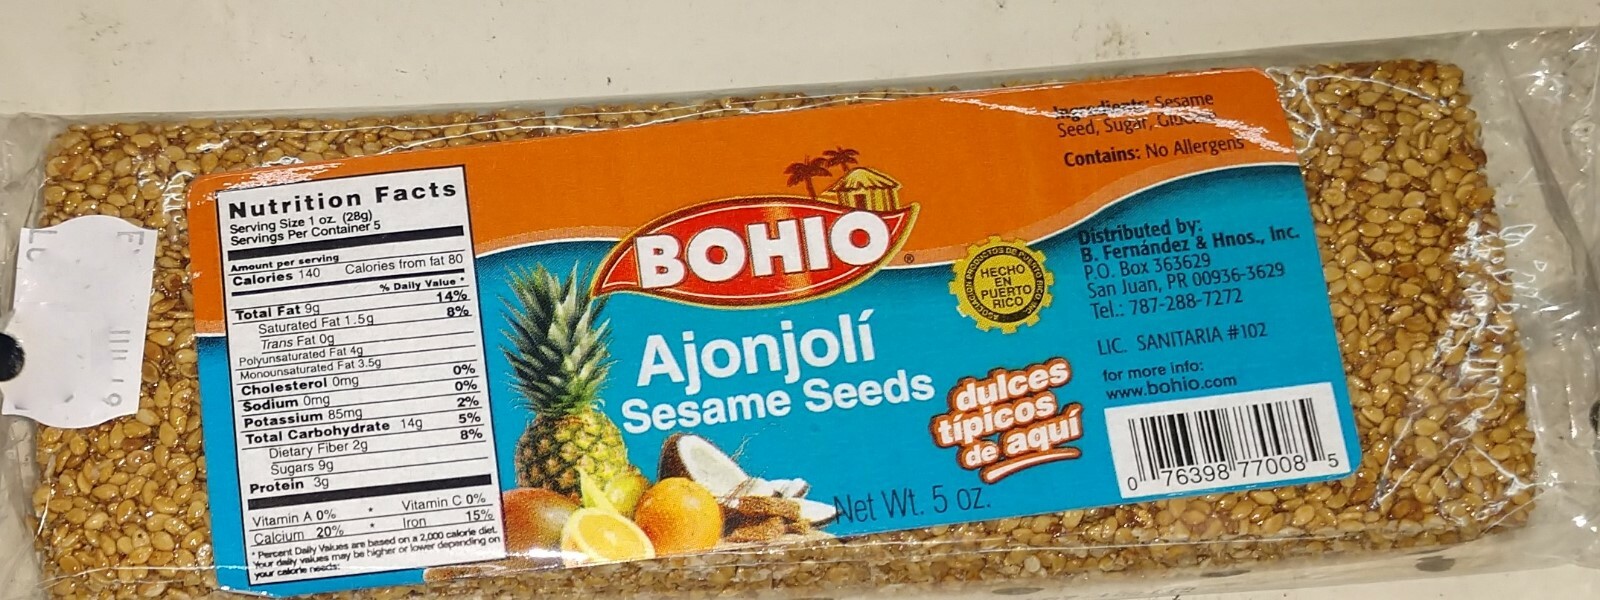 Nutrition Facts
Serving Size 1 oz. (28g)
Servings Per Container 5
Amount per serving
Calories 140 Calories from fat 80
% Daily Value *
Total Fat 9g 14%
Saturated Fat 1.5g 8%
Trans Fat 0g
Polyunsaturated Fat 4g
Monounsaturated Fat 3.5g
Cholesterol 0mg 0%
Sodium 0mg 0%
Potassium 85mg 2%
Total Carbohydrate 14g 5%
Dietary Fiber 2g 8%
Sugars 9g
Protein 3g
Vitamin A 0% • Vitamin C 0%
Calcium 20% • Iron 15%
* Percent Daily Values are based on a 2,000 calorie diet.
Your daily values may be higher or lower depending on
your calorie needs:
BOHIO®
Ajonjolí
Sesame Seeds
dulces
típicos
de aquí
Net Wt. 5 oz.
ASOCIACION PRODUCTOS DE PUERTO RICO INC.
HECHO
EN
PUERTO
RICO
Ingredients: Sesame
Seed, Sugar,
Contains: No Allergens
Distributed by:
B. Fernández & Hnos., Inc.
P.O. Box 363629
San Juan, PR 00936-3629
Tel.: 787-288-7272
LIC. SANITARIA #102
for more info:
www.bohio.com
0 76398 77008 5